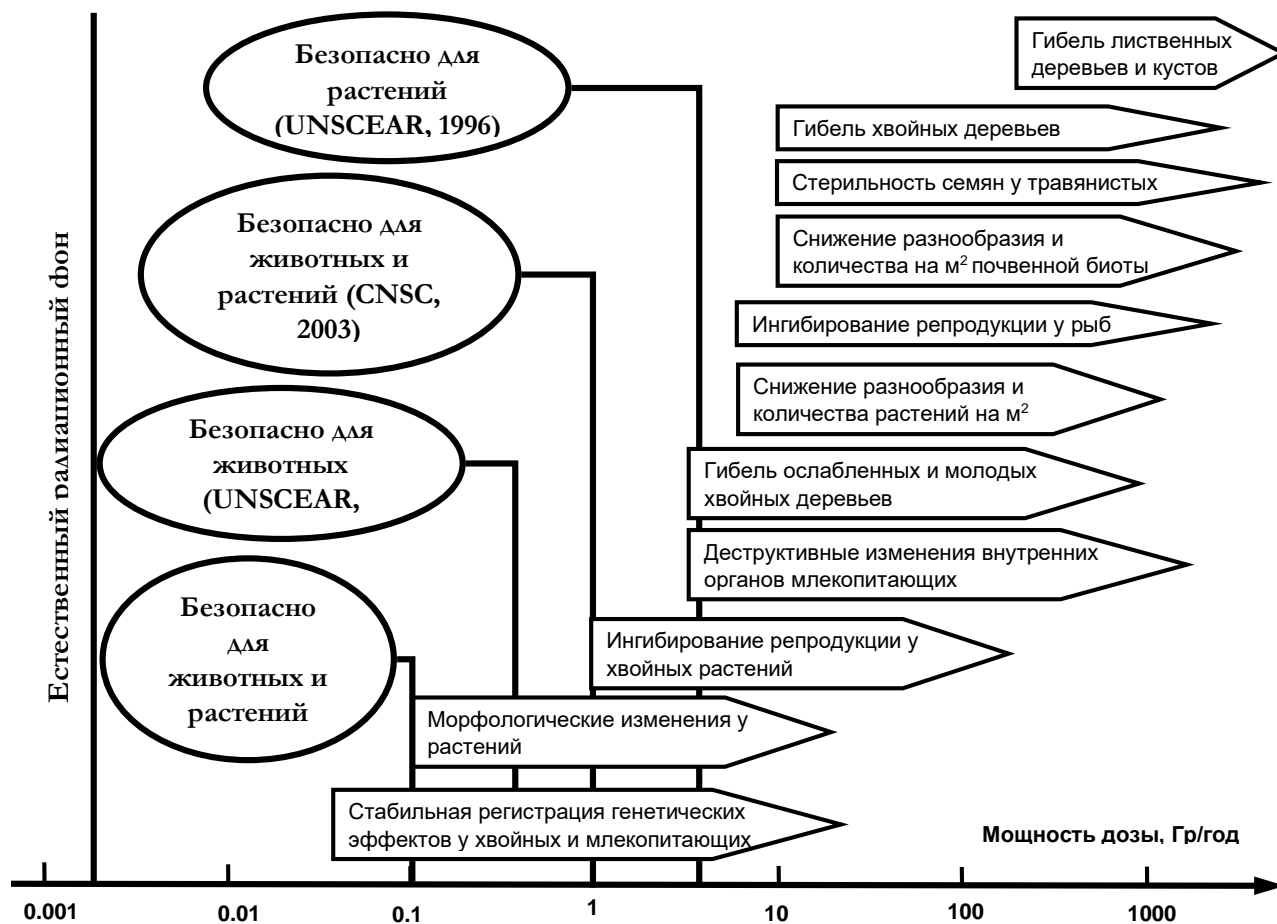 Естественный радиационный фон
Безопасно для
растений
(UNSCEAR, 1996)
Безопасно для
животных и
растений (CNSC,
2003)
Безопасно для
животных
(UNSCEAR,
Безопасно
для
животных и
растений
Гибель лиственных
деревьев и кустов
Гибель хвойных деревьев
Стерильность семян у травянистых
Снижение разнообразия и
количества на м² почвенной биоты
Ингибирование репродукции у рыб
Снижение разнообразия и
количества растений на м²
Гибель ослабленных и молодых
хвойных деревьев
Деструктивные изменения внутренних
органов млекопитающих
Ингибирование репродукции у
хвойных растений
Морфологические изменения у
растений
Стабильная регистрация генетических
эффектов у хвойных и млекопитающих
Мощность дозы, Гр/год
0.001 0.01 0.1 1 10 100 1000